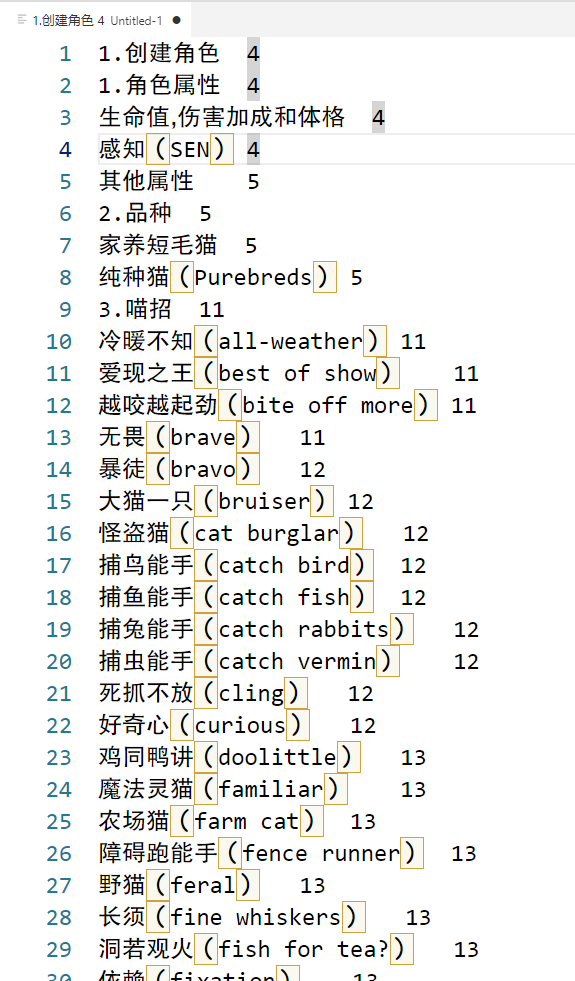 1.创建角色 4 Untitled-1 ●
1 1.创建角色 4
2 1.角色属性 4
3 生命值,伤害加成和体格 4
4 感知（SEN） 4
5 其他属性 5
6 2.品种 5
7 家养短毛猫 5
8 纯种猫（Purebreds） 5
9 3.喵招 11
10 冷暖不知（all-weather） 11
11 爱现之王（best of show） 11
12 越咬越起劲（bite off more） 11
13 无畏（brave） 11
14 暴徒（bravo） 12
15 大猫一只（bruiser） 12
16 怪盗猫（cat burglar） 12
17 捕鸟能手（catch bird） 12
18 捕鱼能手（catch fish） 12
19 捕兔能手（catch rabbits） 12
20 捕虫能手（catch vermin） 12
21 死抓不放（cling） 12
22 好奇心（curious） 12
23 鸡同鸭讲（doolittle） 13
24 魔法灵猫（familiar） 13
25 农场猫（farm cat） 13
26 障碍跑能手（fence runner） 13
27 野猫（feral） 13
28 长须（fine whiskers） 13
29 洞若观火（fish for tea?） 13
30 依赖（fixation） 13